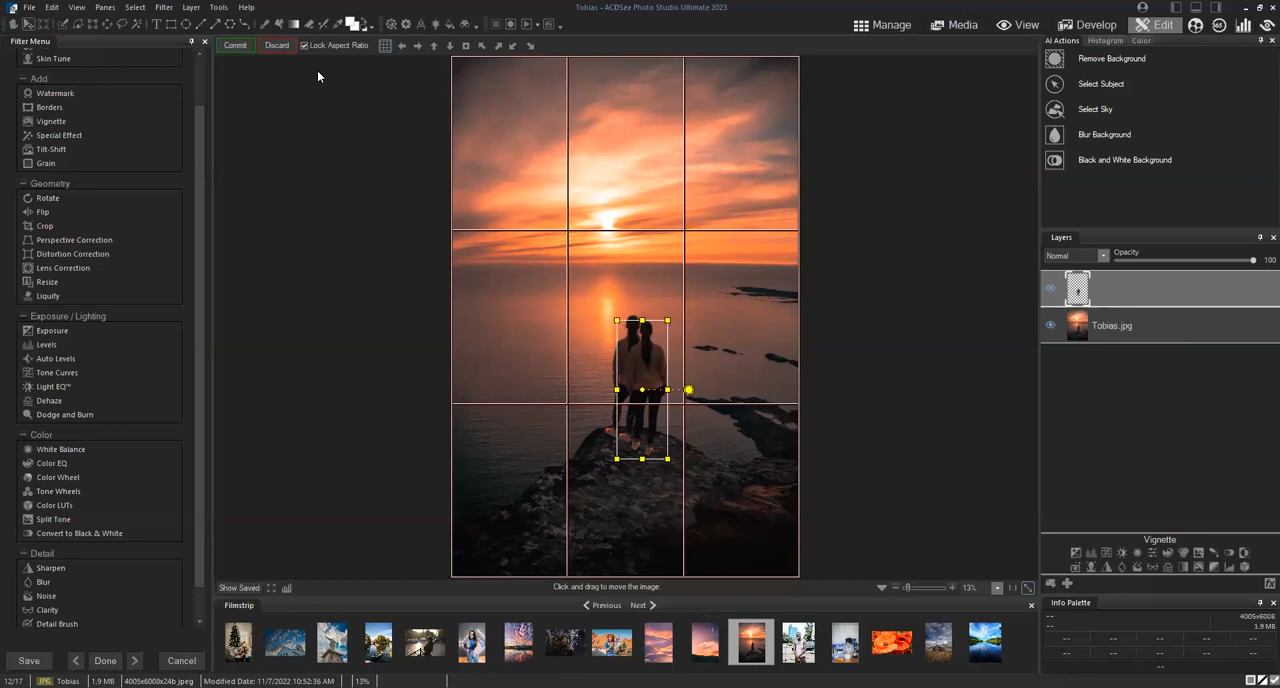 File Edit View Panels Select Filter Layer Tools Help
Tobias - ACDSee Photo Studio Ultimate 2023
Manage Media View Develop Edit 365
Filter Menu
Skin Tune
Add
Watermark
Borders
Vignette
Special Effect
Tilt-Shift
Grain
Geometry
Rotate
Flip
Crop
Perspective Correction
Distortion Correction
Lens Correction
Resize
Liquify
Exposure / Lighting
Exposure
Levels
Auto Levels
Tone Curves
Light EQ™
Dehaze
Dodge and Burn
Color
White Balance
Color EQ
Color Wheel
Tone Wheels
Color LUTs
Split Tone
Convert to Black & White
Detail
Sharpen
Blur
Noise
Clarity
Detail Brush
Save Done Cancel
Commit Discard Lock Aspect Ratio
Show Saved
Click and drag to move the image.
13%
Filmstrip
Previous Next
AI Actions Histogram Color
Remove Background
Select Subject
Select Sky
Blur Background
Black and White Background
Layers
Normal Opacity 100
Tobias.jpg
Vignette
Info Palette
-- 4005x6008
-- 1.9 MB
-- -- -- --
-- -- -- --
--
12/17 JPG Tobias 1.9 MB 4005x6008x24b jpeg Modified Date: 11/7/2022 10:52:36 AM 13%